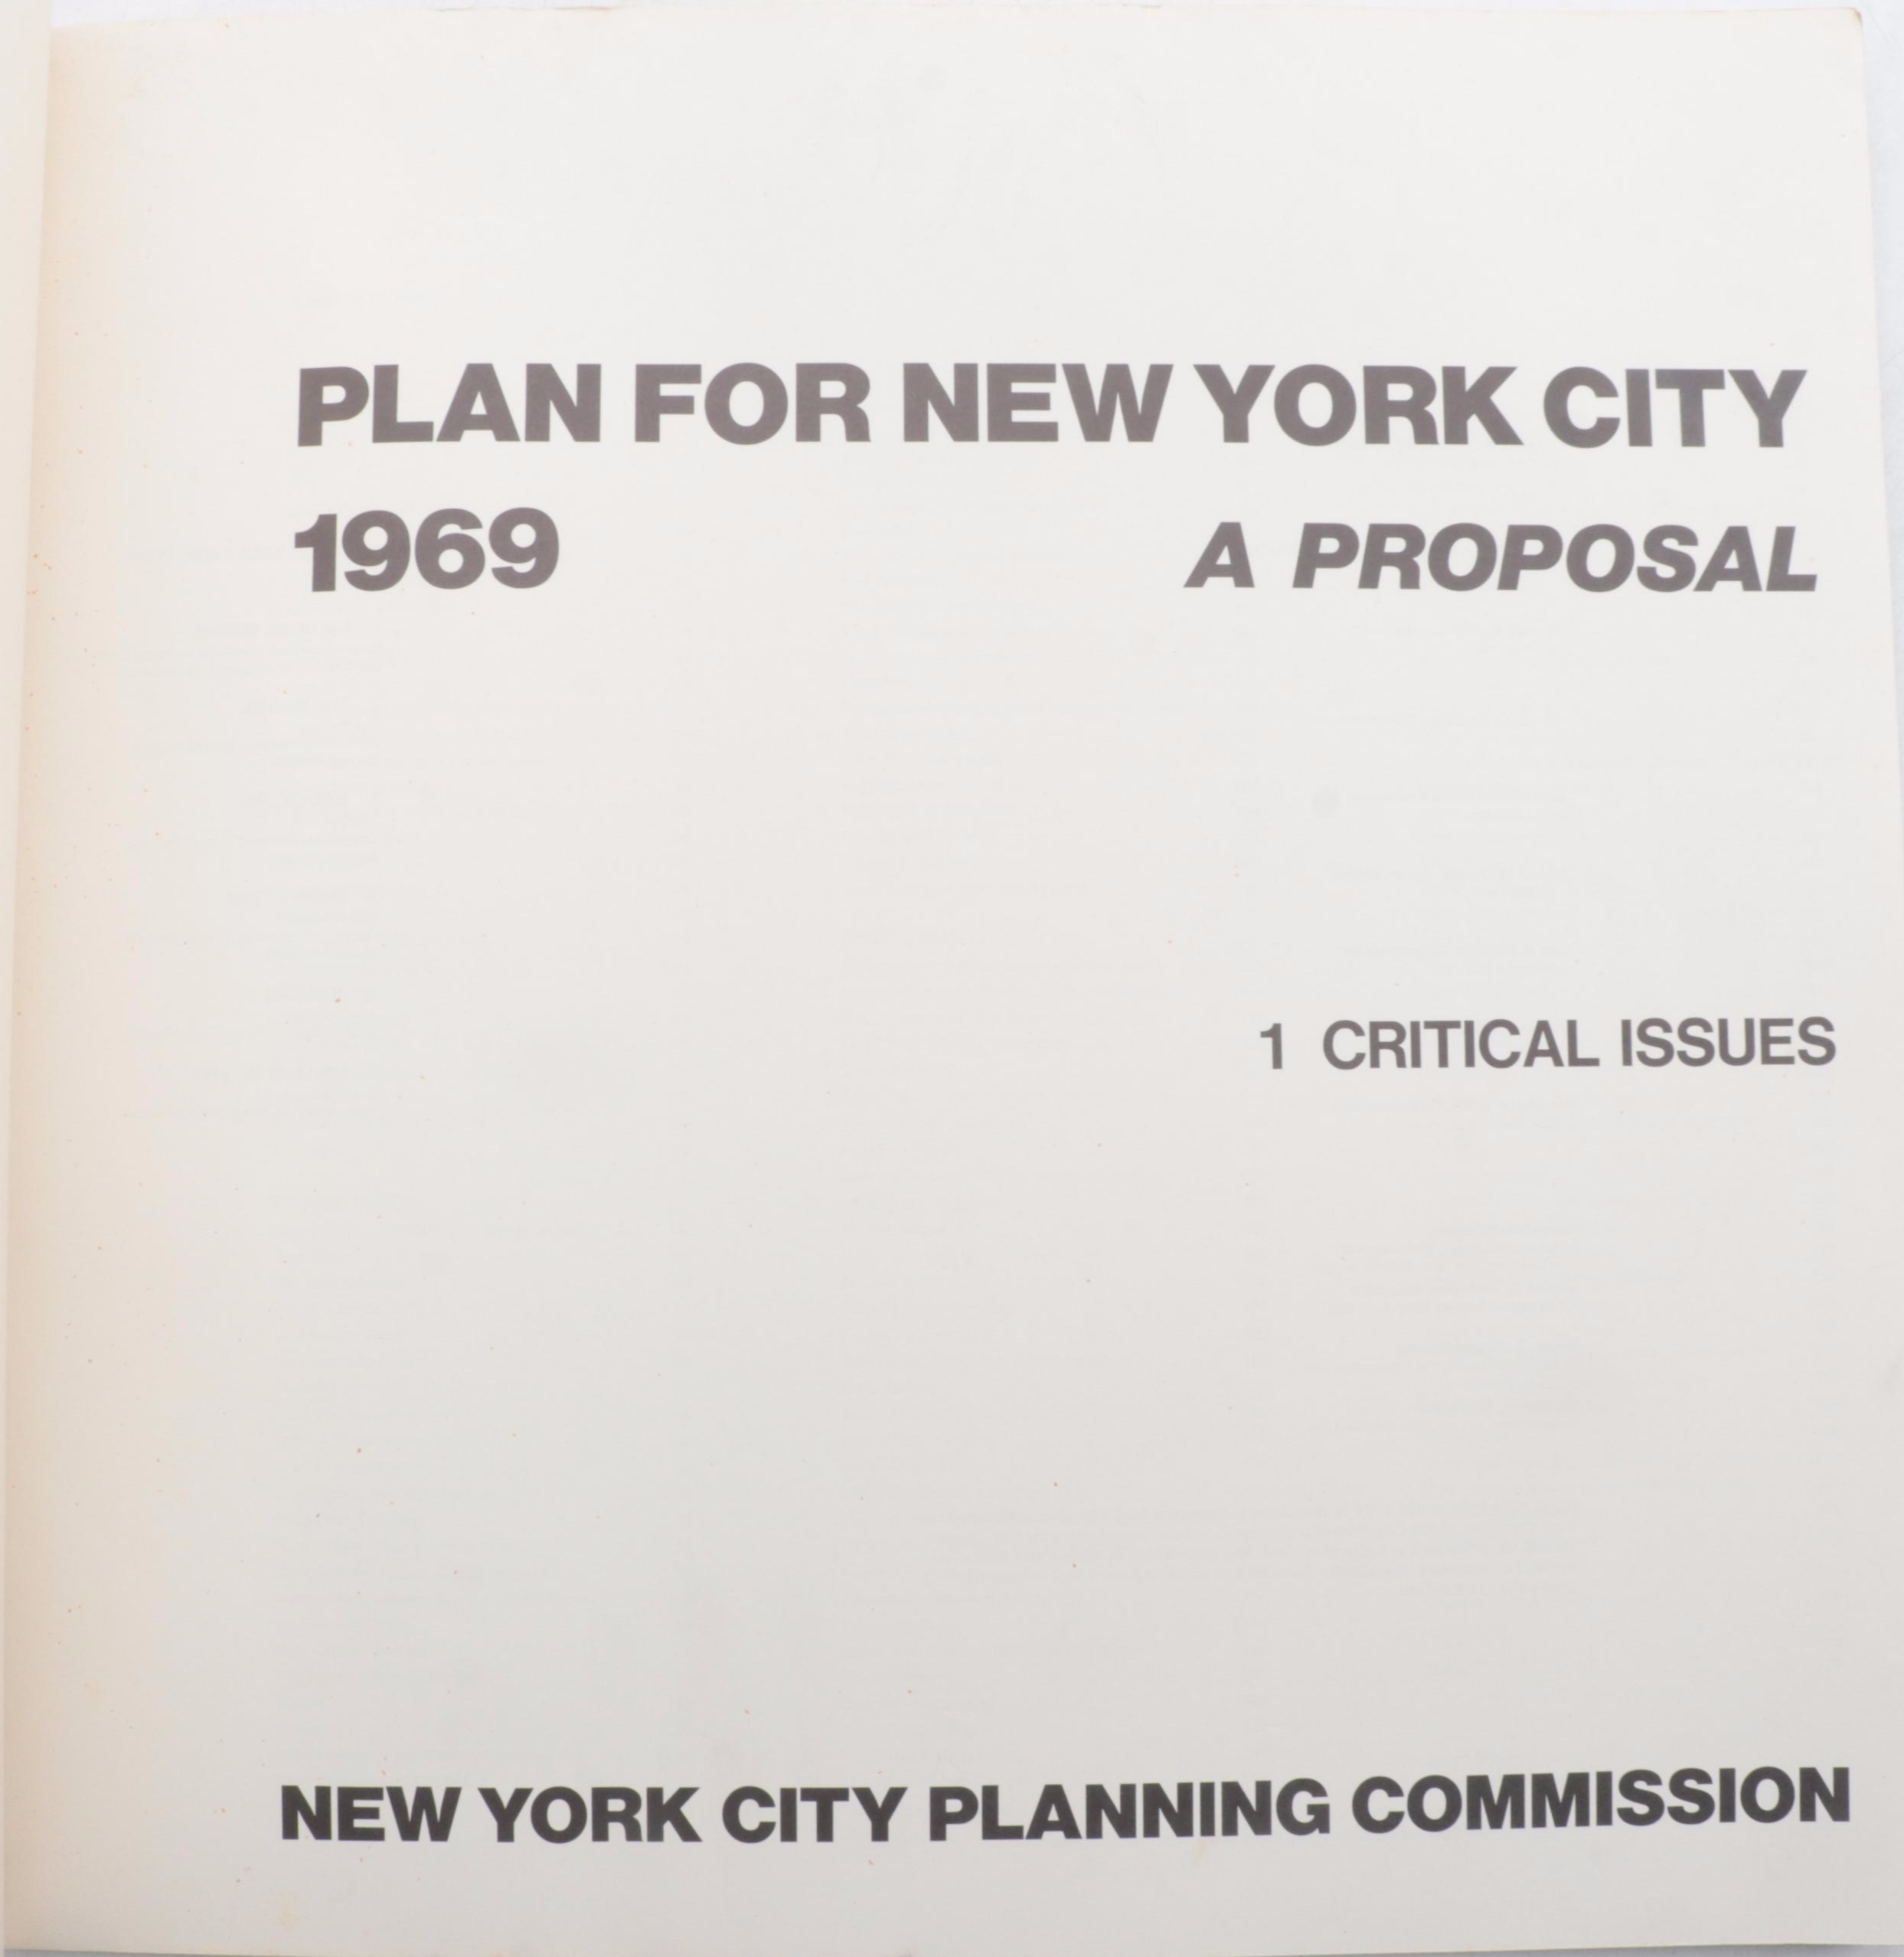 PLAN FOR NEW YORK CITY
1969 A PROPOSAL
1 CRITICAL ISSUES
NEW YORK CITY PLANNING COMMISSION